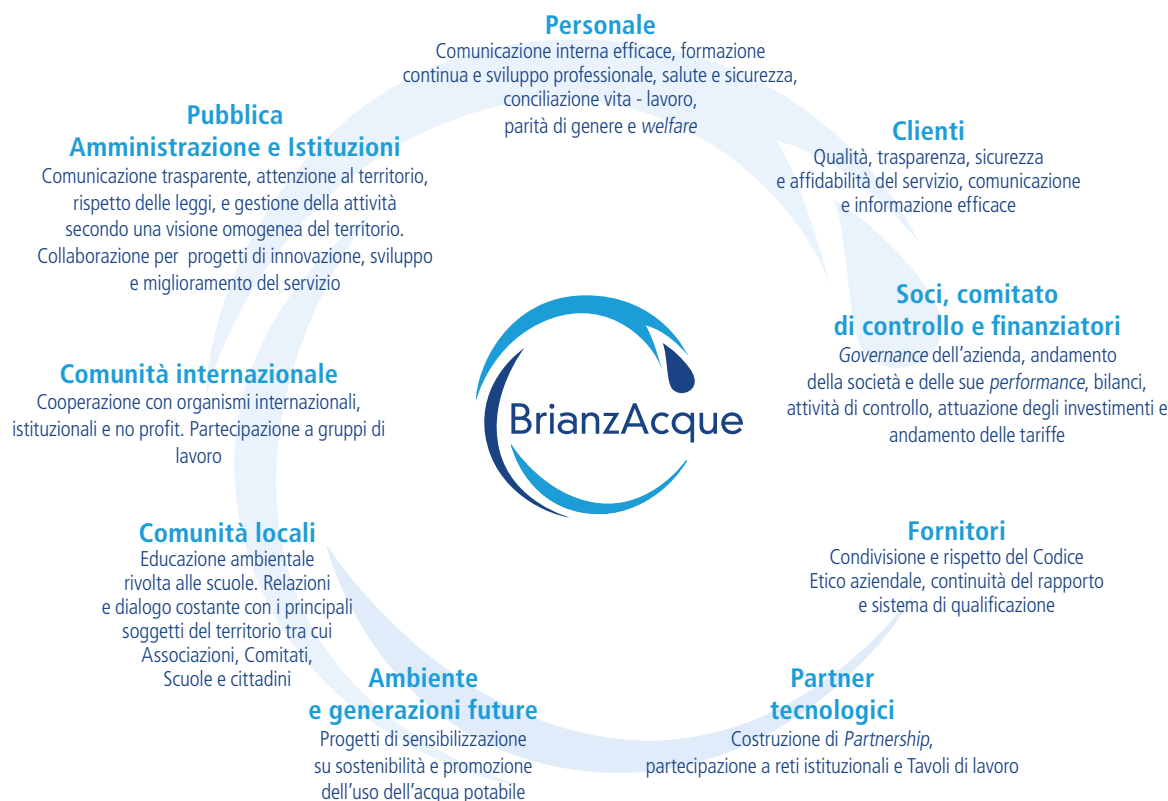 Personale
Comunicazione interna efficace, formazione
continua e sviluppo professionale, salute e sicurezza,
conciliazione vita - lavoro,
parità di genere e welfare
Clienti
Qualità, trasparenza, sicurezza
e affidabilità del servizio, comunicazione
e informazione efficace
Soci, comitato
di controllo e finanziatori
Governance dell'azienda, andamento
della società e delle sue performance, bilanci,
attività di controllo, attuazione degli investimenti e
andamento delle tariffe
Fornitori
Condivisione e rispetto del Codice
Etico aziendale, continuità del rapporto
e sistema di qualificazione
Partner
tecnologici
Costruzione di Partnership,
partecipazione a reti istituzionali e Tavoli di lavoro
Ambiente
e generazioni future
Progetti di sensibilizzazione
su sostenibilità e promozione
dell'uso dell'acqua potabile
Comunità locali
Educazione ambientale
rivolta alle scuole. Relazioni
e dialogo costante con i principali
soggetti del territorio tra cui
Associazioni, Comitati,
Scuole e cittadini
Comunità internazionale
Cooperazione con organismi internazionali,
istituzionali e no profit. Partecipazione a gruppi di
lavoro
Pubblica
Amministrazione e Istituzioni
Comunicazione trasparente, attenzione al territorio,
rispetto delle leggi, e gestione della attività
secondo una visione omogenea del territorio.
Collaborazione per progetti di innovazione, sviluppo
e miglioramento del servizio
BrianzAcque